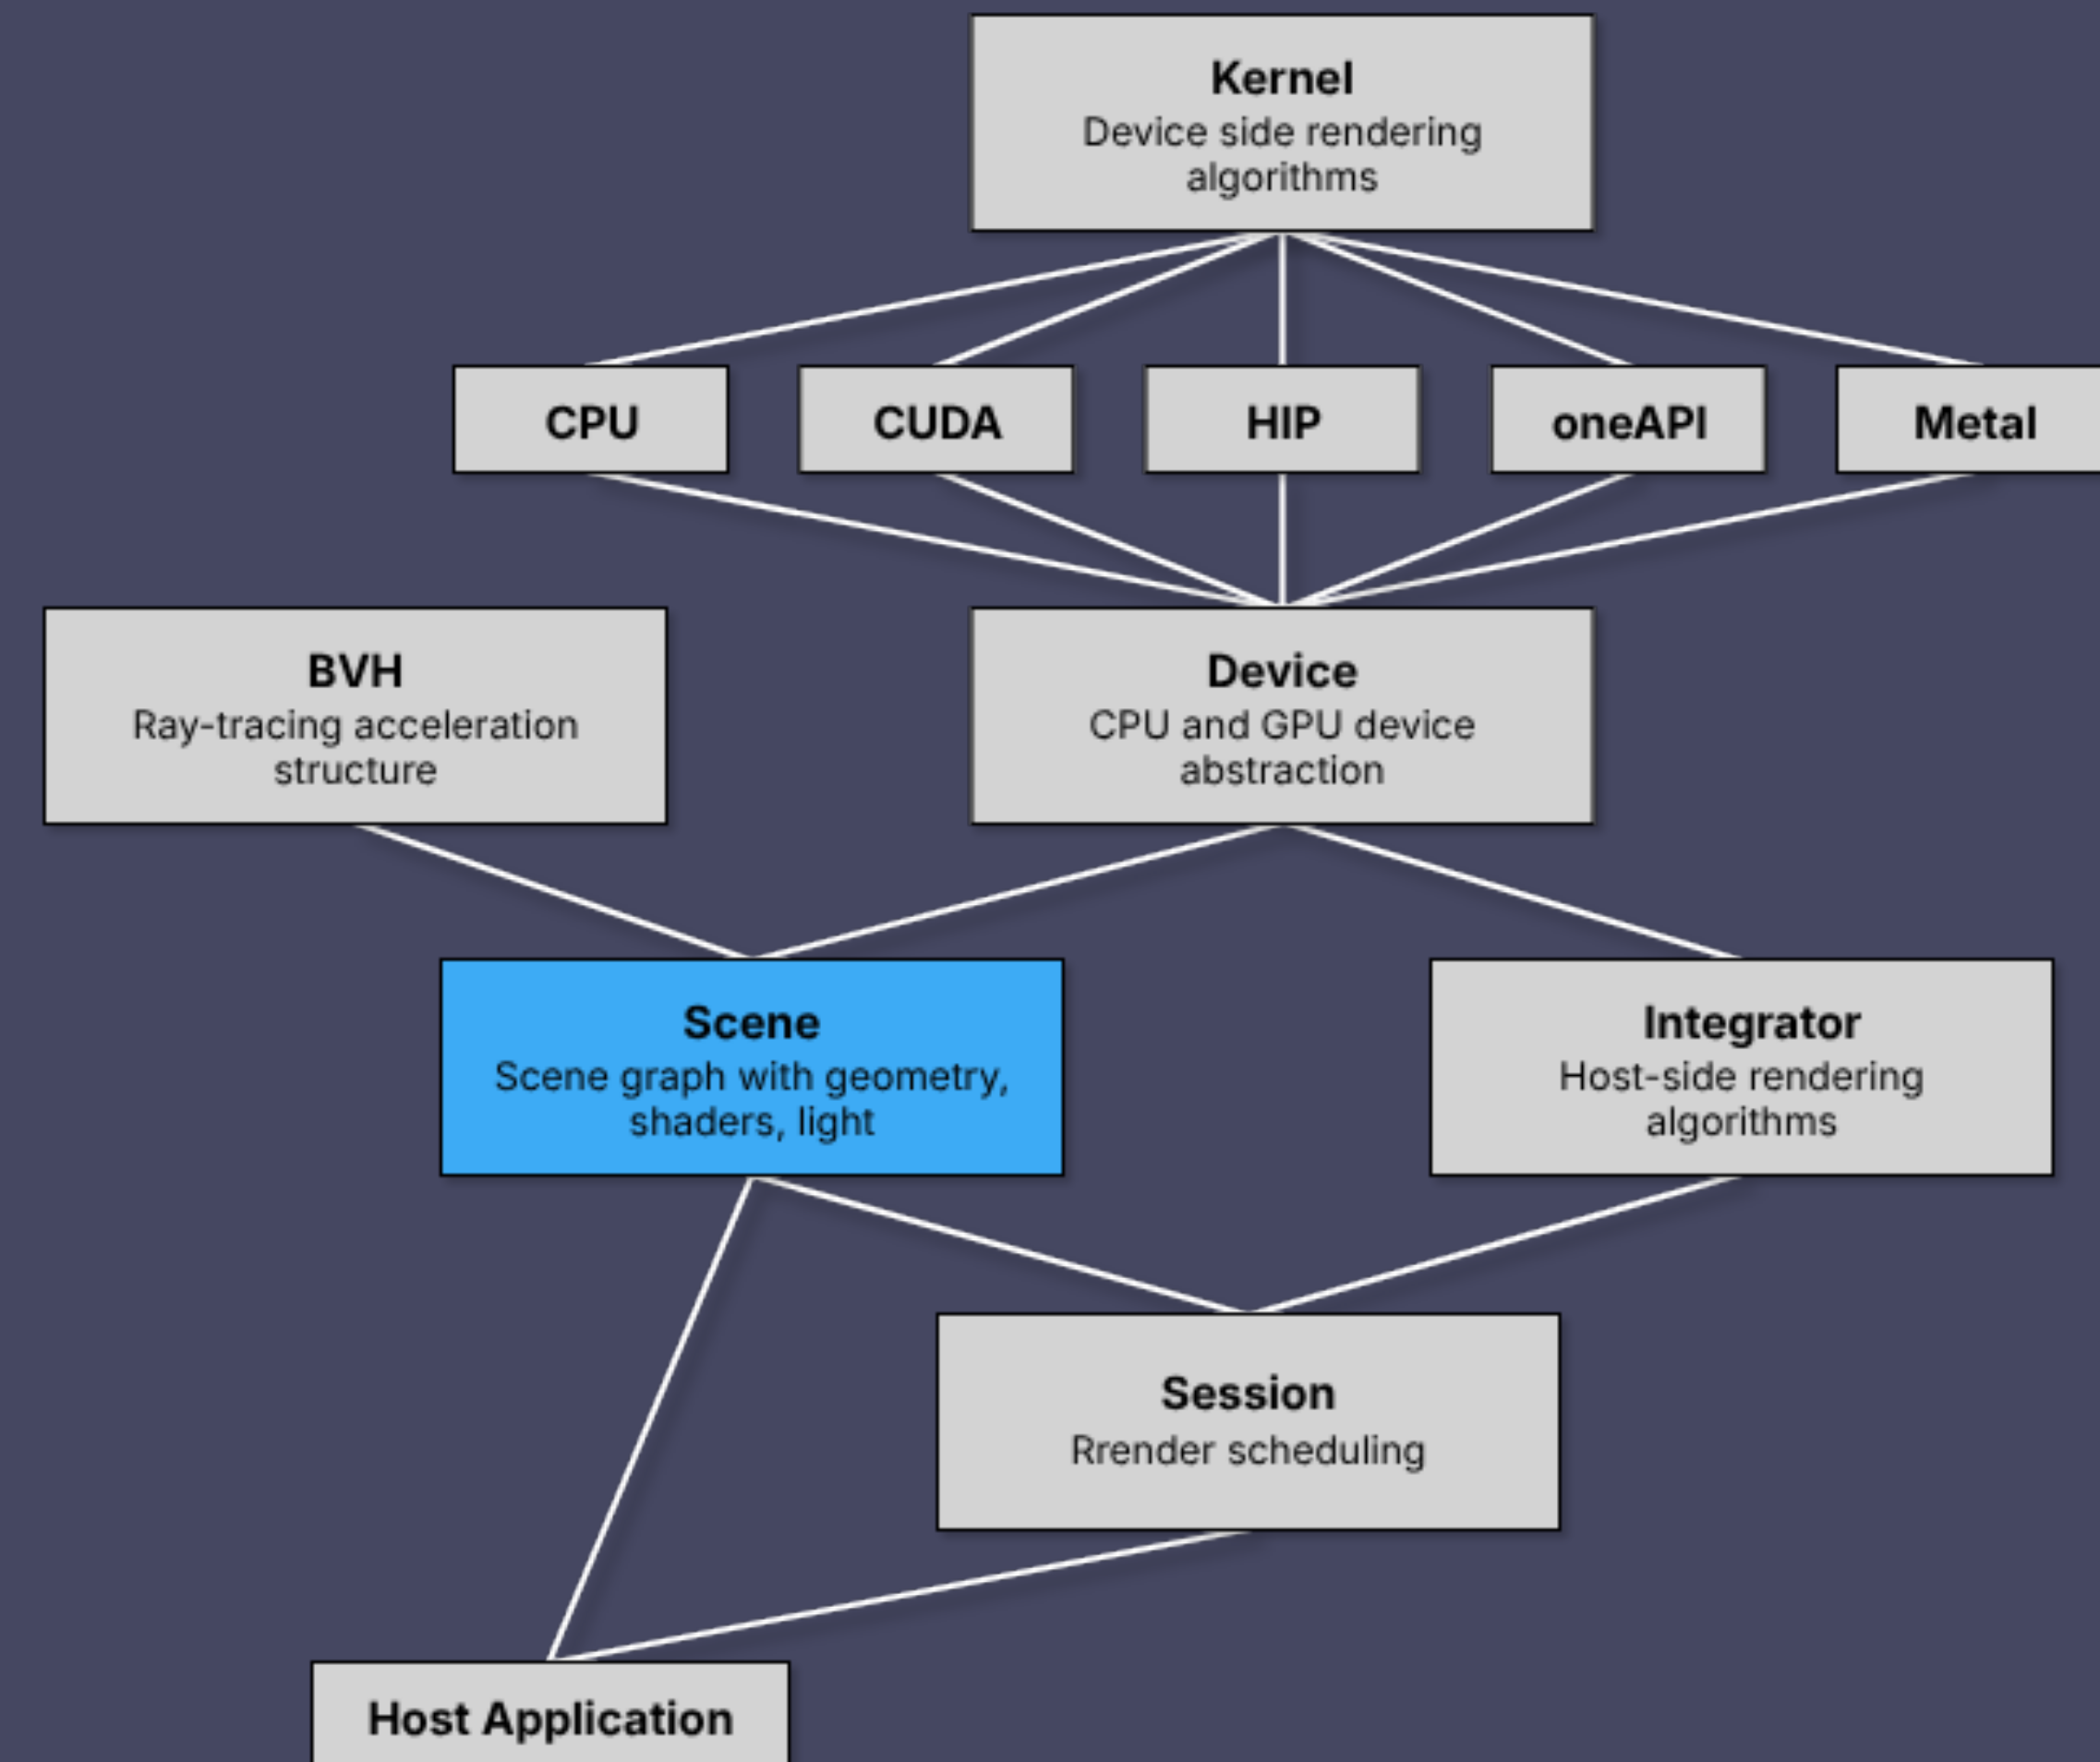 Kernel
Device side rendering
algorithms
CPU
CUDA
HIP
oneAPI
Metal
BVH
Ray-tracing acceleration
structure
Device
CPU and GPU device
abstraction
Scene
Scene graph with geometry,
shaders, light
Integrator
Host-side rendering
algorithms
Session
Rrender scheduling
Host Application